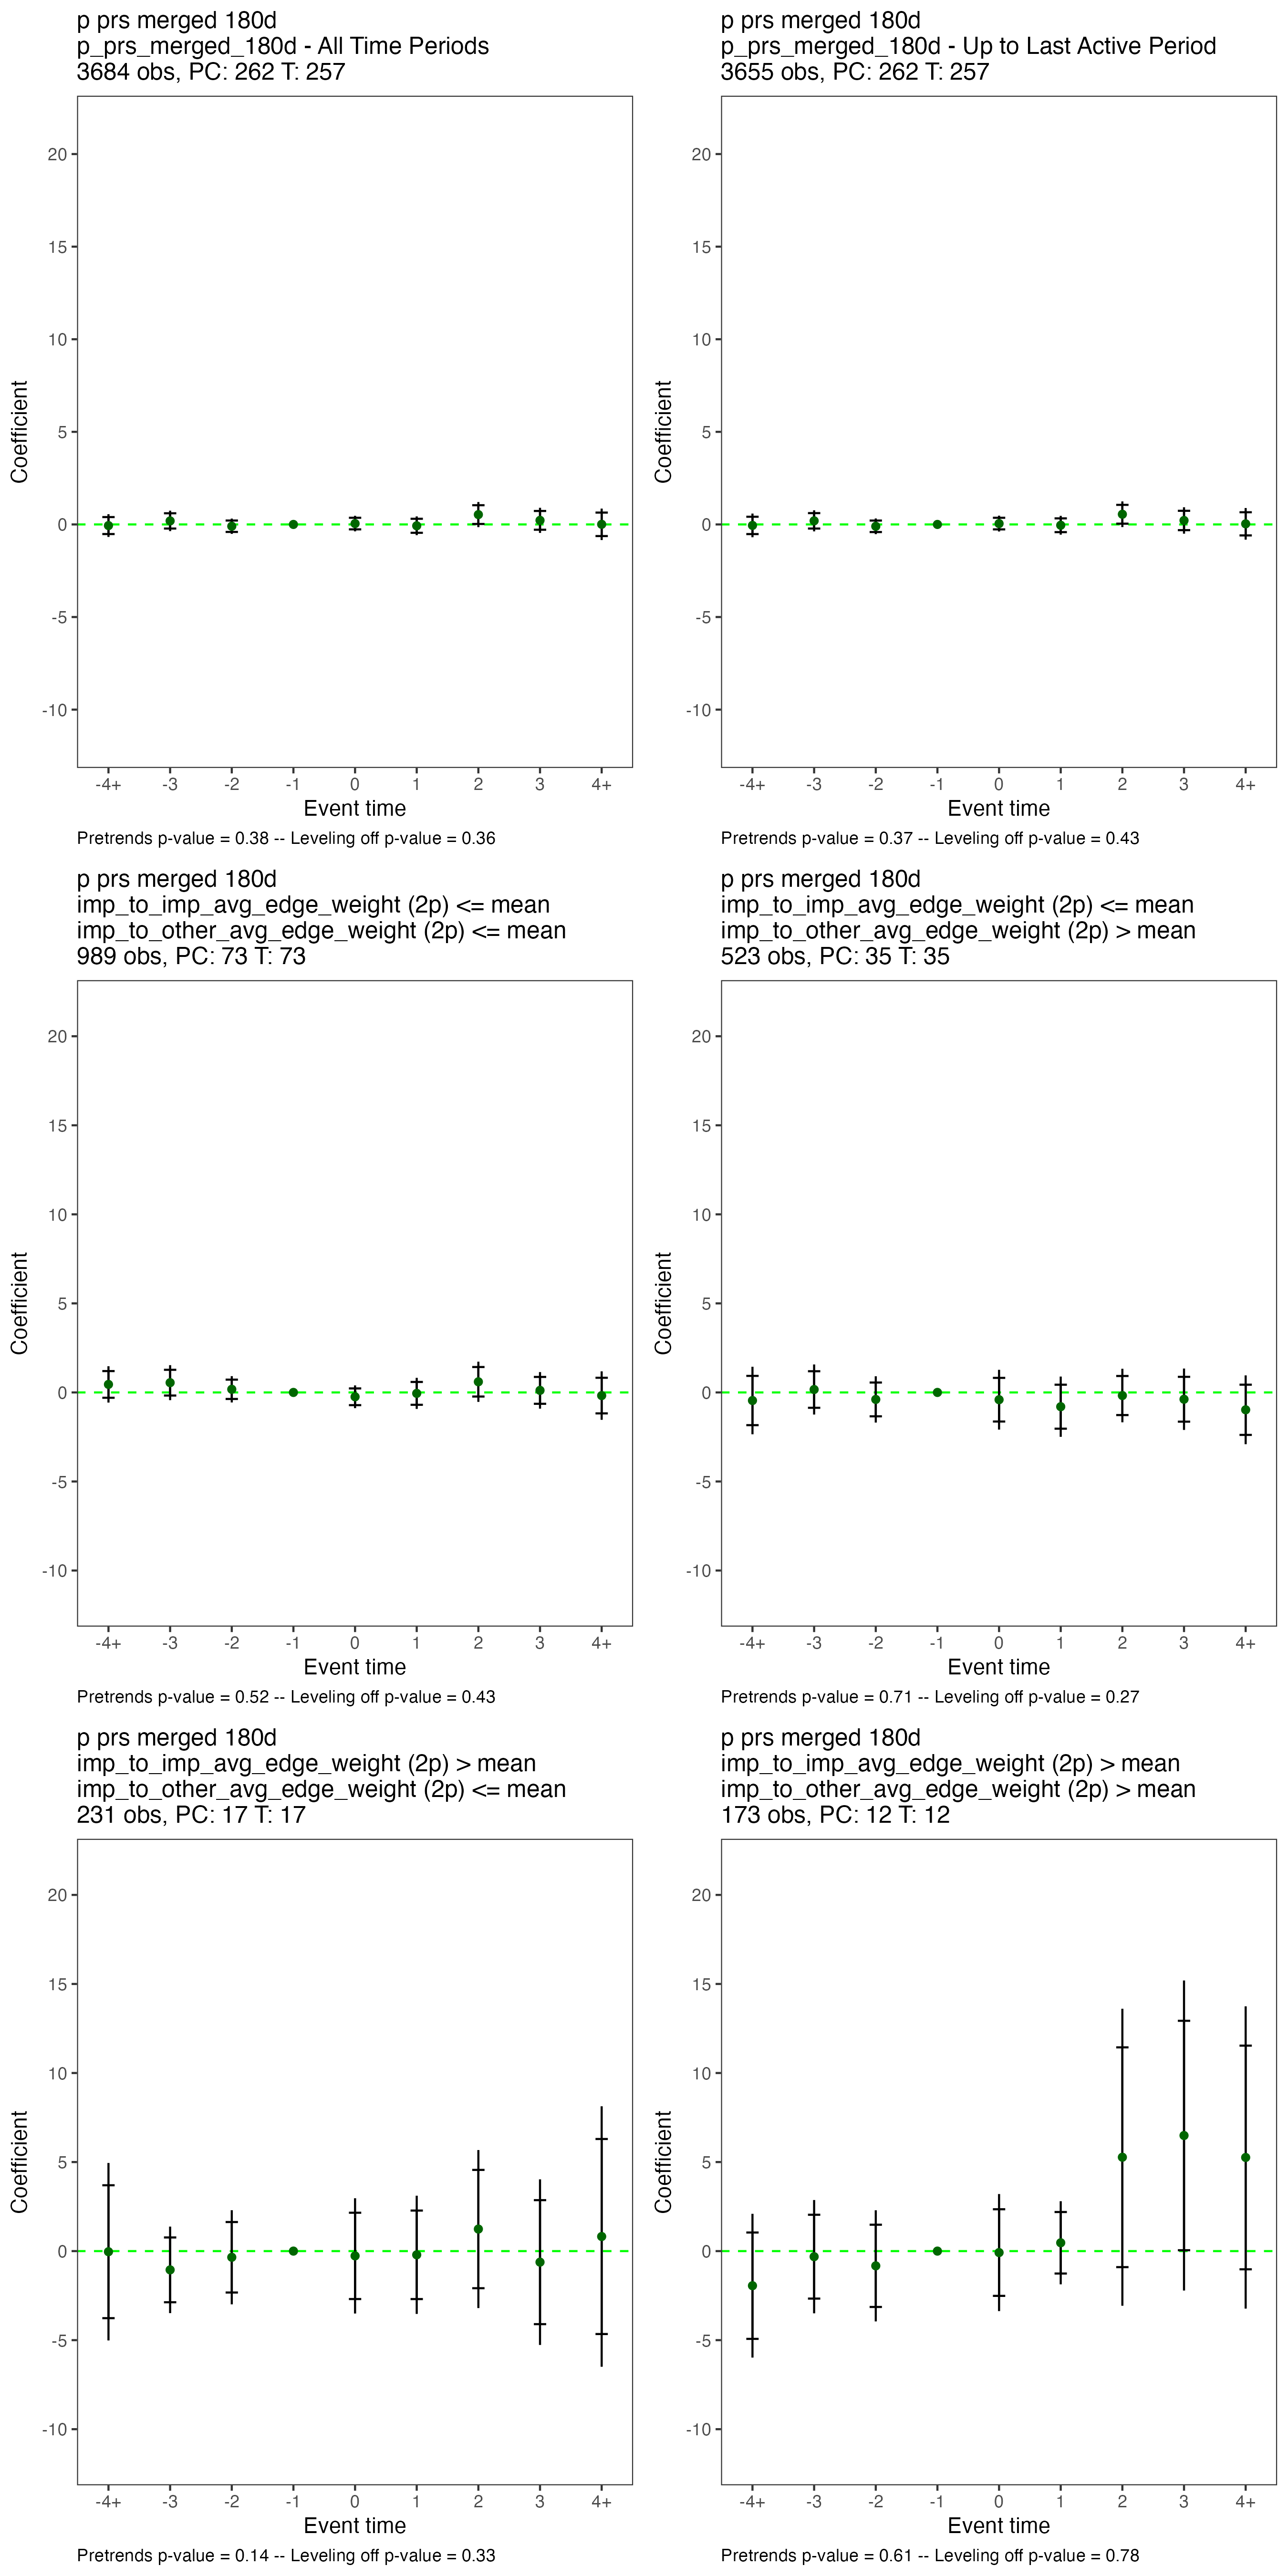 p prs merged 180d
p_prs_merged_180d - All Time Periods
3684 obs, PC: 262 T: 257
20
15
10
5
0
-5
-10
Coefficient
-4+ -3 -2 -1 0 1 2 3 4+
Event time
Pretrends p-value = 0.38 -- Leveling off p-value = 0.36
p prs merged 180d
p_prs_merged_180d - Up to Last Active Period
3655 obs, PC: 262 T: 257
20
15
10
5
0
-5
-10
Coefficient
-4+ -3 -2 -1 0 1 2 3 4+
Event time
Pretrends p-value = 0.37 -- Leveling off p-value = 0.43
p prs merged 180d
imp_to_imp_avg_edge_weight (2p) <= mean
imp_to_other_avg_edge_weight (2p) <= mean
989 obs, PC: 73 T: 73
20
15
10
5
0
-5
-10
Coefficient
-4+ -3 -2 -1 0 1 2 3 4+
Event time
Pretrends p-value = 0.52 -- Leveling off p-value = 0.43
p prs merged 180d
imp_to_imp_avg_edge_weight (2p) <= mean
imp_to_other_avg_edge_weight (2p) > mean
523 obs, PC: 35 T: 35
20
15
10
5
0
-5
-10
Coefficient
-4+ -3 -2 -1 0 1 2 3 4+
Event time
Pretrends p-value = 0.71 -- Leveling off p-value = 0.27
p prs merged 180d
imp_to_imp_avg_edge_weight (2p) > mean
imp_to_other_avg_edge_weight (2p) <= mean
231 obs, PC: 17 T: 17
20
15
10
5
0
-5
-10
Coefficient
-4+ -3 -2 -1 0 1 2 3 4+
Event time
Pretrends p-value = 0.14 -- Leveling off p-value = 0.33
p prs merged 180d
imp_to_imp_avg_edge_weight (2p) > mean
imp_to_other_avg_edge_weight (2p) > mean
173 obs, PC: 12 T: 12
20
15
10
5
0
-5
-10
Coefficient
-4+ -3 -2 -1 0 1 2 3 4+
Event time
Pretrends p-value = 0.61 -- Leveling off p-value = 0.78